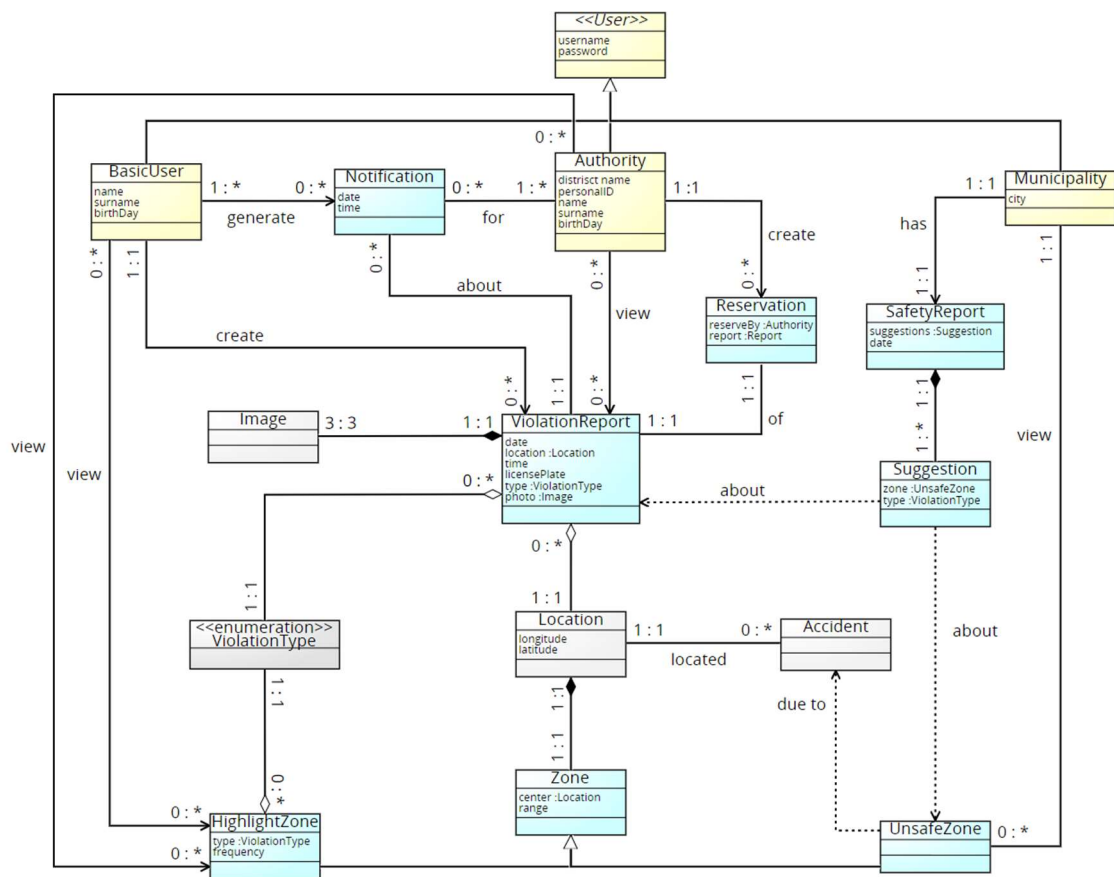 <<User>>
username
password
0 : *
BasicUser
name
surname
birthDay
1 : *
0 : *
generate
Notification
date
time
0 : *
1 : *
for
Authority
distrisct name
personalID
name
surname
birthDay
1:1
1 : 1
Municipality
city
has
create
0 : *
1:1
0 : *
about
0 : *
view
0 : *
1 : 1
1:1
Reservation
reserveBy :Authority
report :Report
SafetyReport
suggestions :Suggestion
date
create
0 : *
1:1
0 : *
1:1
1 : 1
1 : *
view
Image
3 : 3
1 : 1
ViolationReport
date
location :Location
time
licensePlate
type :ViolationType
photo :Image
1 : 1
of
view
view
0 : *
about
Suggestion
zone :UnsafeZone
type :ViolationType
0 : *
1:1
1:1
<<enumeration>>
ViolationType
Location
longitude
latitude
1 : 1
0 : *
located
Accident
about
1:1
1:1
due to
1:1
0 : *
Zone
center :Location
range
0 : *
HighlightZone
type :ViolationType
frequency
0 : *
UnsafeZone
0 : *